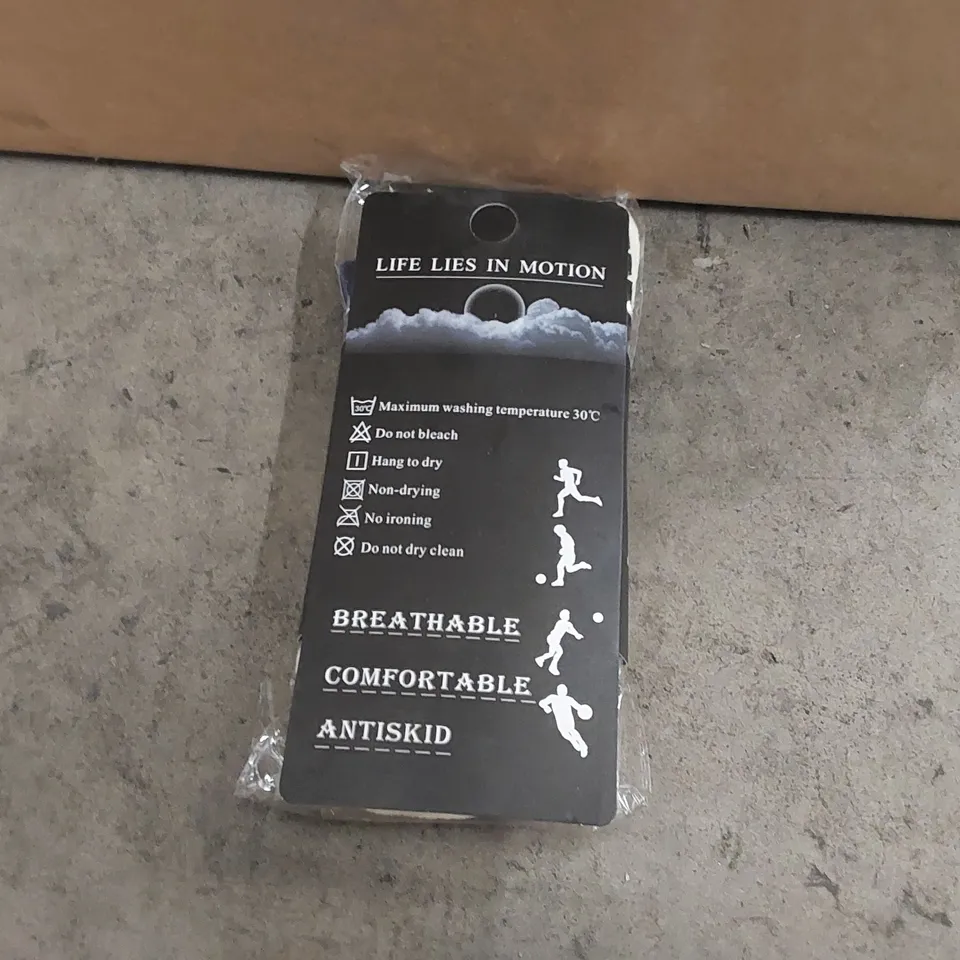 LIFE LIES IN MOTION
30°C Maximum washing temperature 30℃
Do not bleach
Hang to dry
Non-drying
No ironing
Do not dry clean
BREATHABLE
COMFORTABLE
ANTISKID